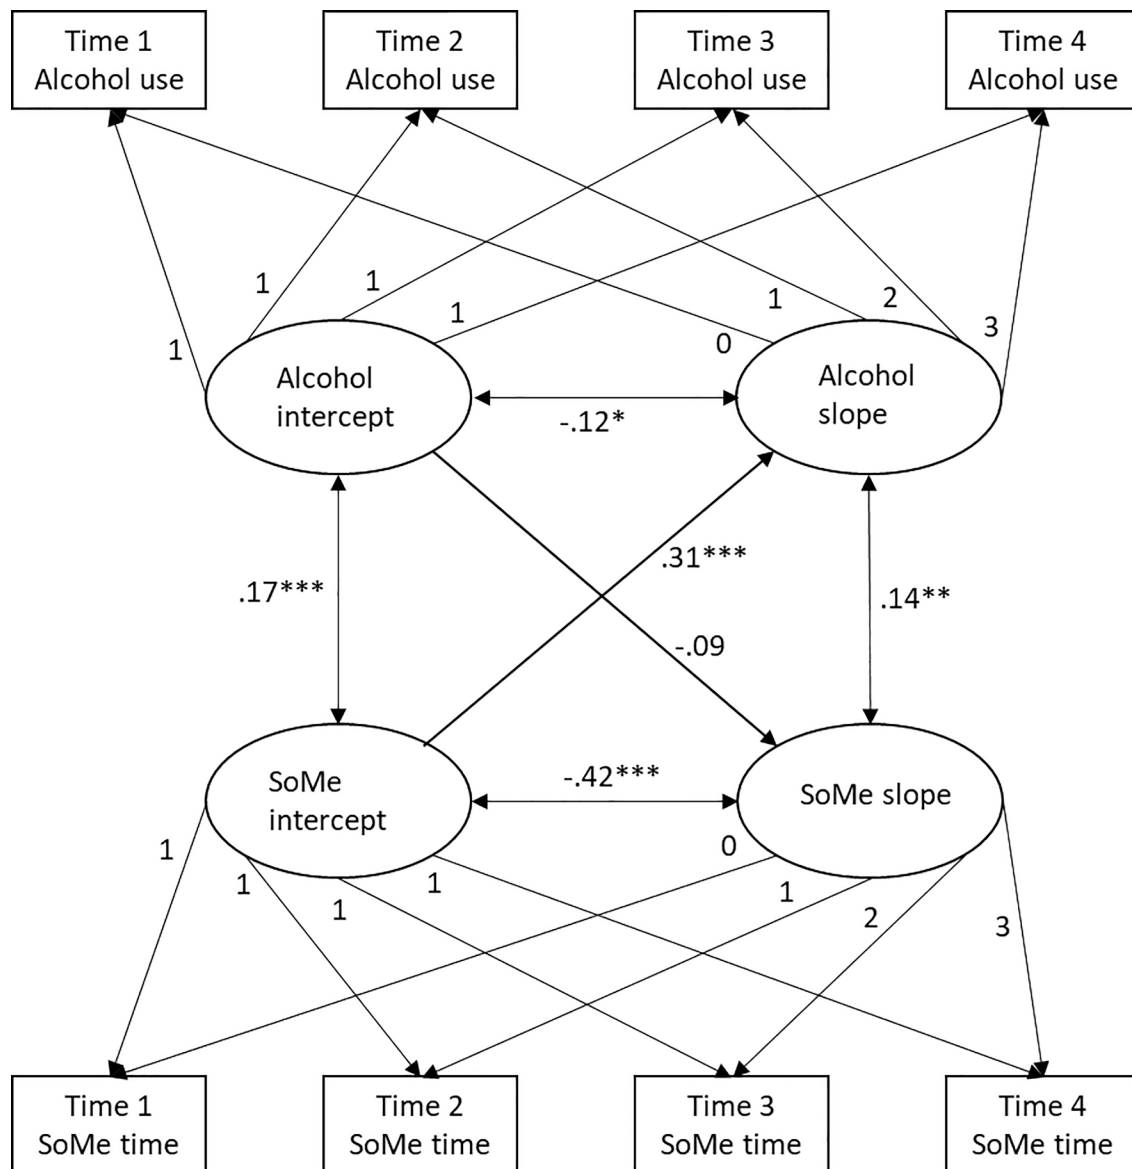 Time 1
Alcohol use
Time 2
Alcohol use
Time 3
Alcohol use
Time 4
Alcohol use
1
1
1
1
0
1
2
3
Alcohol
intercept
Alcohol
slope
-.12*
.17***
.31***
-.09
.14**
SoMe
intercept
SoMe slope
-.42***
1
1
1
1
0
1
2
3
Time 1
SoMe time
Time 2
SoMe time
Time 3
SoMe time
Time 4
SoMe time